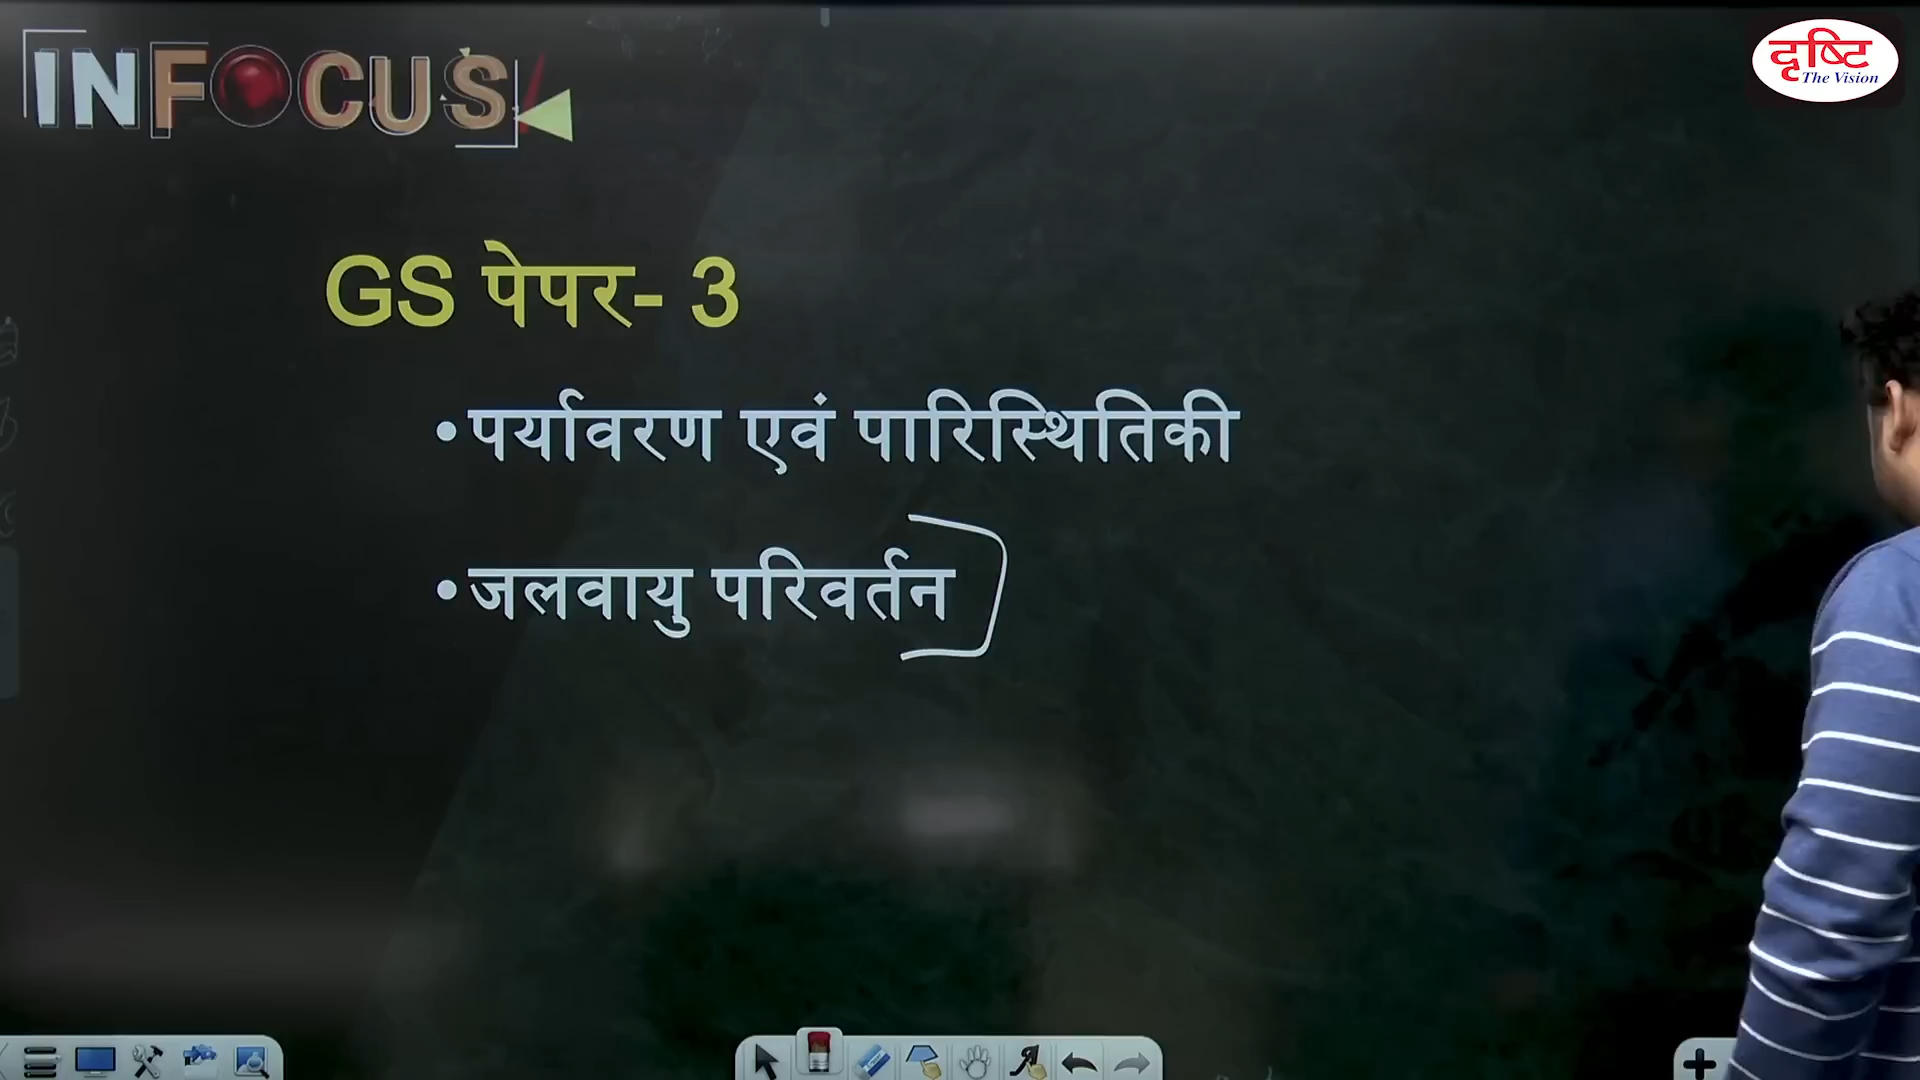 INFOCUS
दृष्टि
The Vision
GS पेपर- 3
•पर्यावरण एवं पारिस्थितिकी
•जलवायु परिवर्तन